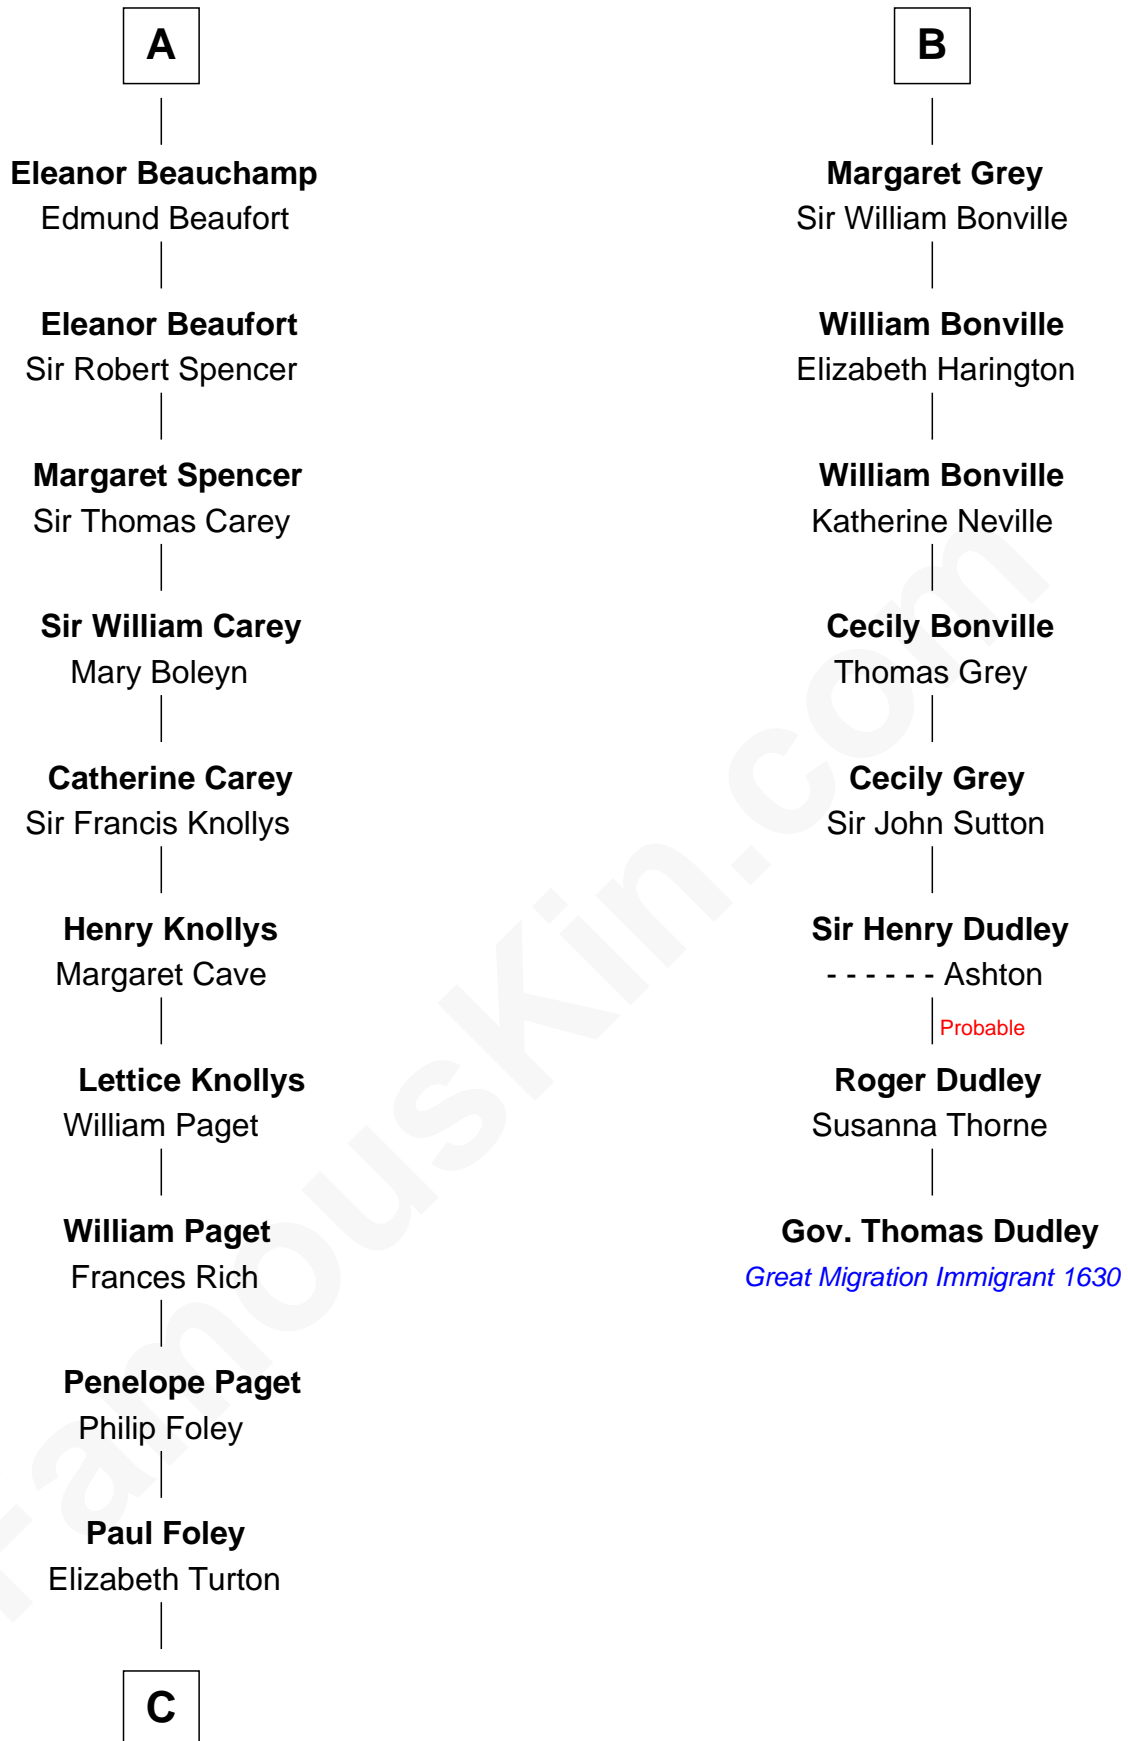 A
Eleanor Beauchamp
Edmund Beaufort
Eleanor Beaufort
Sir Robert Spencer
Margaret Spencer
Sir Thomas Carey
Sir William Carey
Mary Boleyn
Catherine Carey
Sir Francis Knollys
Henry Knollys
Margaret Cave
Lettice Knollys
William Paget
William Paget
Frances Rich
Penelope Paget
Philip Foley
Paul Foley
Elizabeth Turton
C
B
Margaret Grey
Sir William Bonville
William Bonville
Elizabeth Harington
William Bonville
Katherine Neville
Cecily Bonville
Thomas Grey
Cecily Grey
Sir John Sutton
Sir Henry Dudley
- - - - - - Ashton
Probable
Roger Dudley
Susanna Thorne
Gov. Thomas Dudley
Great Migration Immigrant 1630
FamousKin.com